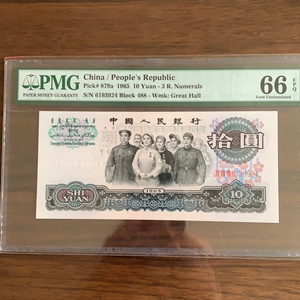 PMG
PAPER MONEY GUARANTY
China / People's Republic
Pick# 879a 1965 10 Yuan - 3 R. Numerals
S/N 6193924 Block 488 - Wmk: Great Hall
66 EPQ
Gem Uncirculated
中國人民銀行
拾圓
SHI
YUAN
1965
10